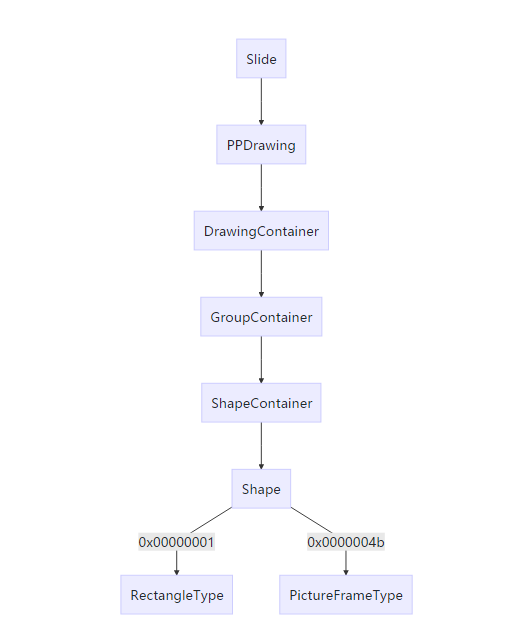 Slide
PPDrawing
DrawingContainer
GroupContainer
ShapeContainer
Shape
0x00000001
0x0000004b
RectangleType
PictureFrameType